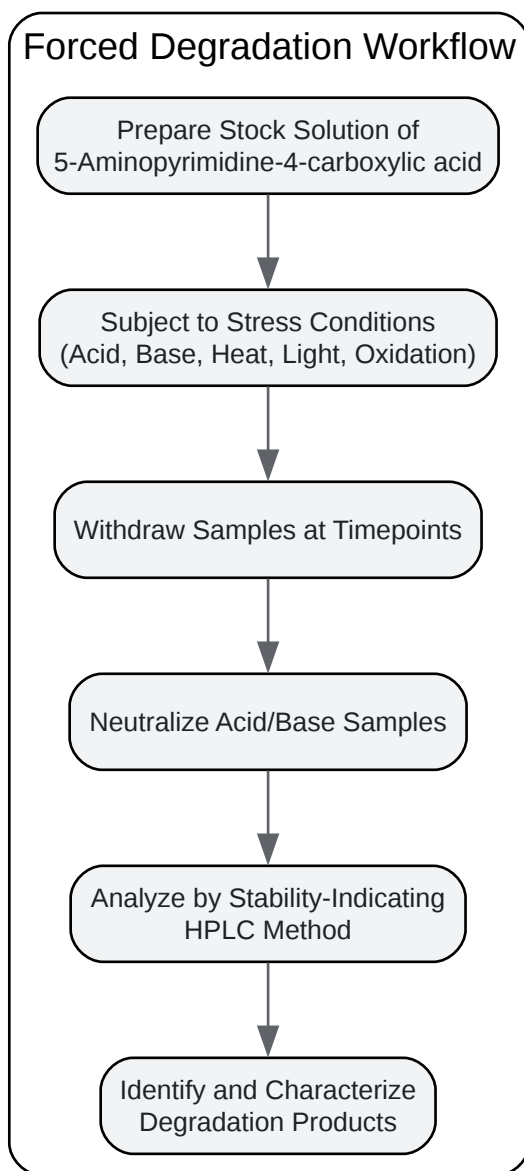 Forced Degradation Workflow
Prepare Stock Solution of
5-Aminopyrimidine-4-carboxylic acid
Subject to Stress Conditions
(Acid, Base, Heat, Light, Oxidation)
Withdraw Samples at Timepoints
Neutralize Acid/Base Samples
Analyze by Stability-Indicating
HPLC Method
Identify and Characterize
Degradation Products